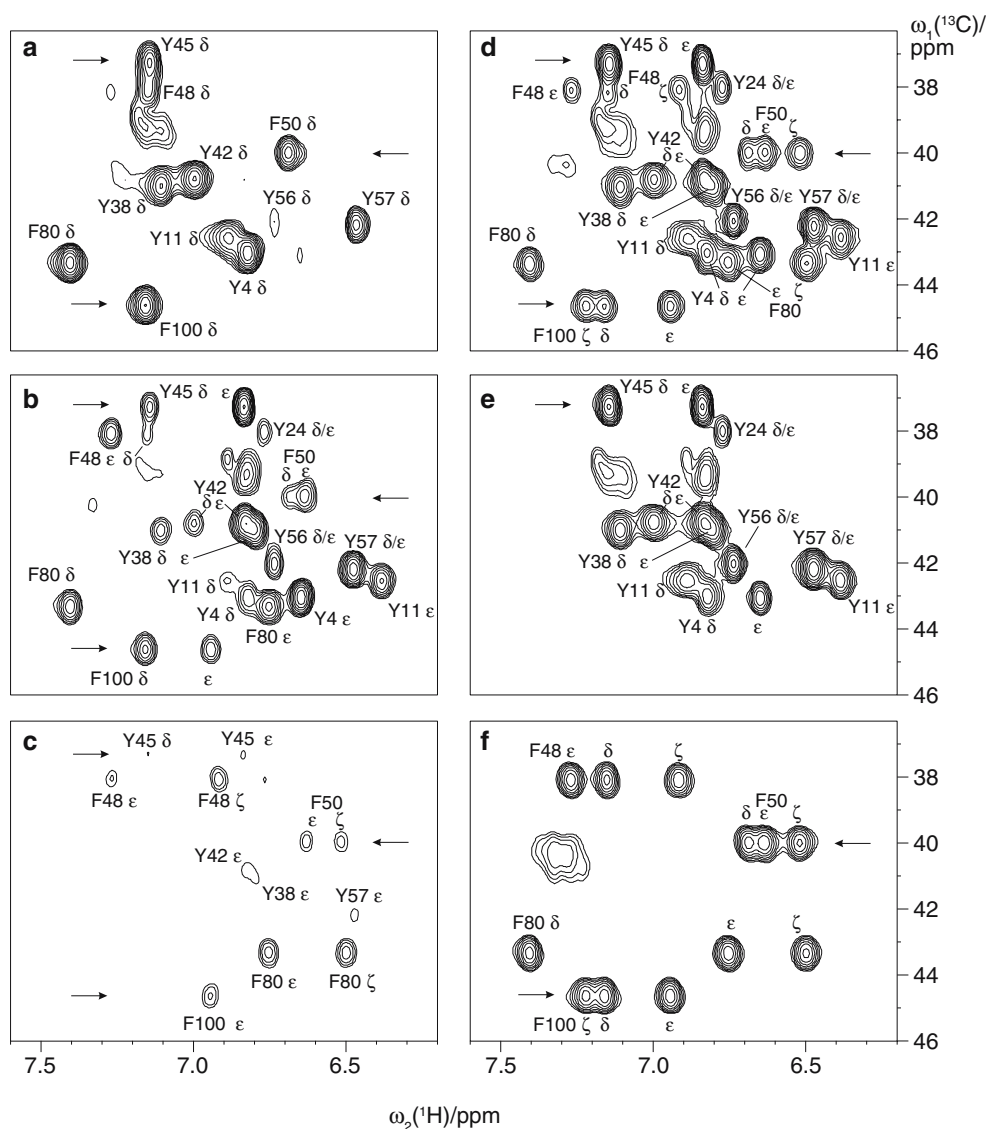 a
Y45 δ
F48 δ
F50 δ
Y42 δ
Y38 δ
Y56 δ
Y57 δ
F80 δ
Y11 δ
Y4 δ
F100 δ
d
ω₁(¹³C)/
ppm
Y45 δ ε
F48
F48 ε
δ
ζ
Y24 δ/ε
F50
δ ε ζ
Y42
δ ε
Y38 δ ε
Y56 δ/ε
Y57 δ/ε
F80 δ
Y11 δ
Y11 ε
Y4 δ ε
ε ζ
F80
F100 ζ δ
ε
38
40
42
44
46
b
Y45 δ ε
F48 ε δ
Y24 δ/ε
F50
δ ε
Y42
δ ε
Y38 δ ε
Y56 δ/ε
Y57 δ/ε
F80 δ
Y11 δ
Y11 ε
Y4 δ
Y4 ε
F80 ε
F100 δ
ε
e
Y45 δ ε
Y24 δ/ε
Y42
δ ε
Y56 δ/ε
Y38 δ ε
Y57 δ/ε
Y11 δ
Y11 ε
Y4 δ
ε
38
40
42
44
46
c
Y45 δ
Y45 ε
F48 ε
F48 ζ
F50
ε ζ
Y42 ε
Y38 ε
Y57 ε
F80 ε
F80 ζ
F100 ε
f
F48 ε δ ζ
F50
δ ε ζ
F80 δ ε ζ
F100 ζ δ ε
38
40
42
44
46
7.5 7.0 6.5
7.5 7.0 6.5
ω₂(¹H)/ppm